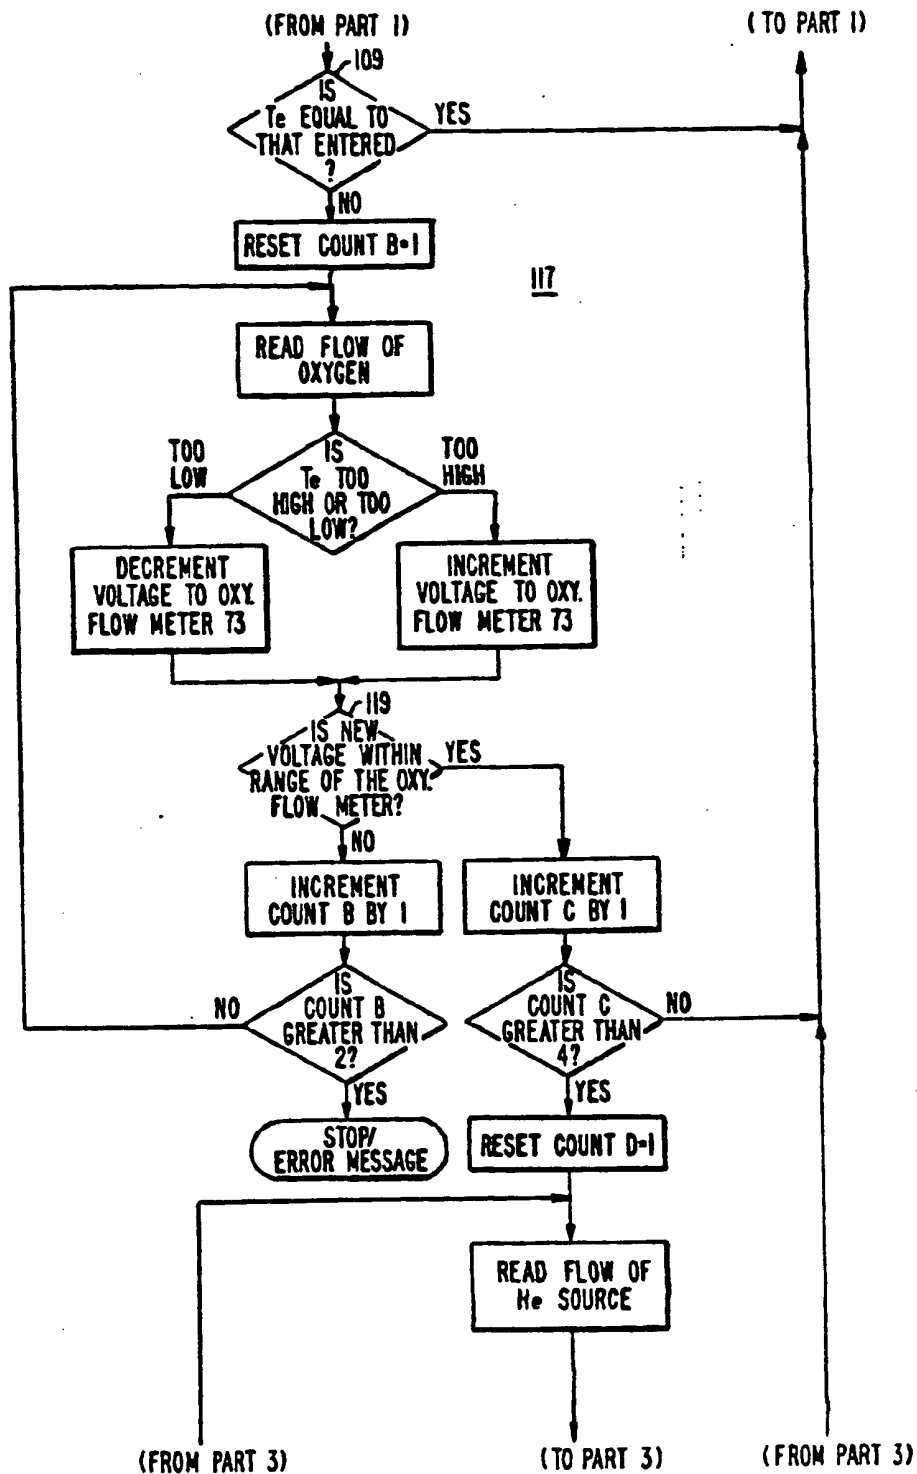 (FROM PART 1)
(TO PART 1)
109
IS
Te EQUAL TO
THAT ENTERED
?
YES
NO
RESET COUNT B=1
117
READ FLOW OF
OXYGEN
TOO
LOW
IS
Te TOO
HIGH OR TOO
LOW?
TOO
HIGH
DECREMENT
VOLTAGE TO OXY.
FLOW METER 73
INCREMENT
VOLTAGE TO OXY.
FLOW METER 73
119
IS NEW
VOLTAGE WITHIN
RANGE OF THE OXY.
FLOW METER?
YES
NO
INCREMENT
COUNT B BY 1
INCREMENT
COUNT C BY 1
NO
IS
COUNT B
GREATER THAN
2?
IS
COUNT C
GREATER THAN
4?
NO
YES
YES
STOP/
ERROR MESSAGE
RESET COUNT D=1
READ FLOW OF
He SOURCE
(FROM PART 3)
(TO PART 3)
(FROM PART 3)